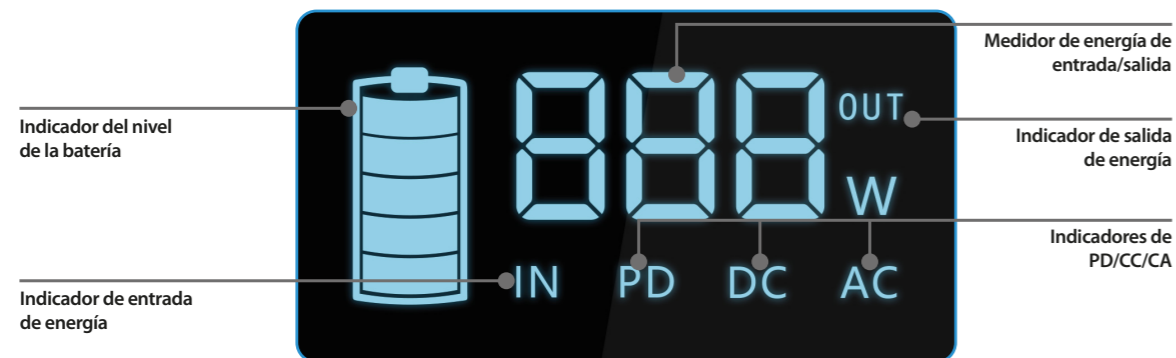 Medidor de energía de
entrada/salida
Indicador del nivel
de la batería
888
OUT
Indicador de salida
de energía
W
Indicadores de
PD/CC/CA
IN PD DC AC
Indicador de entrada
de energía